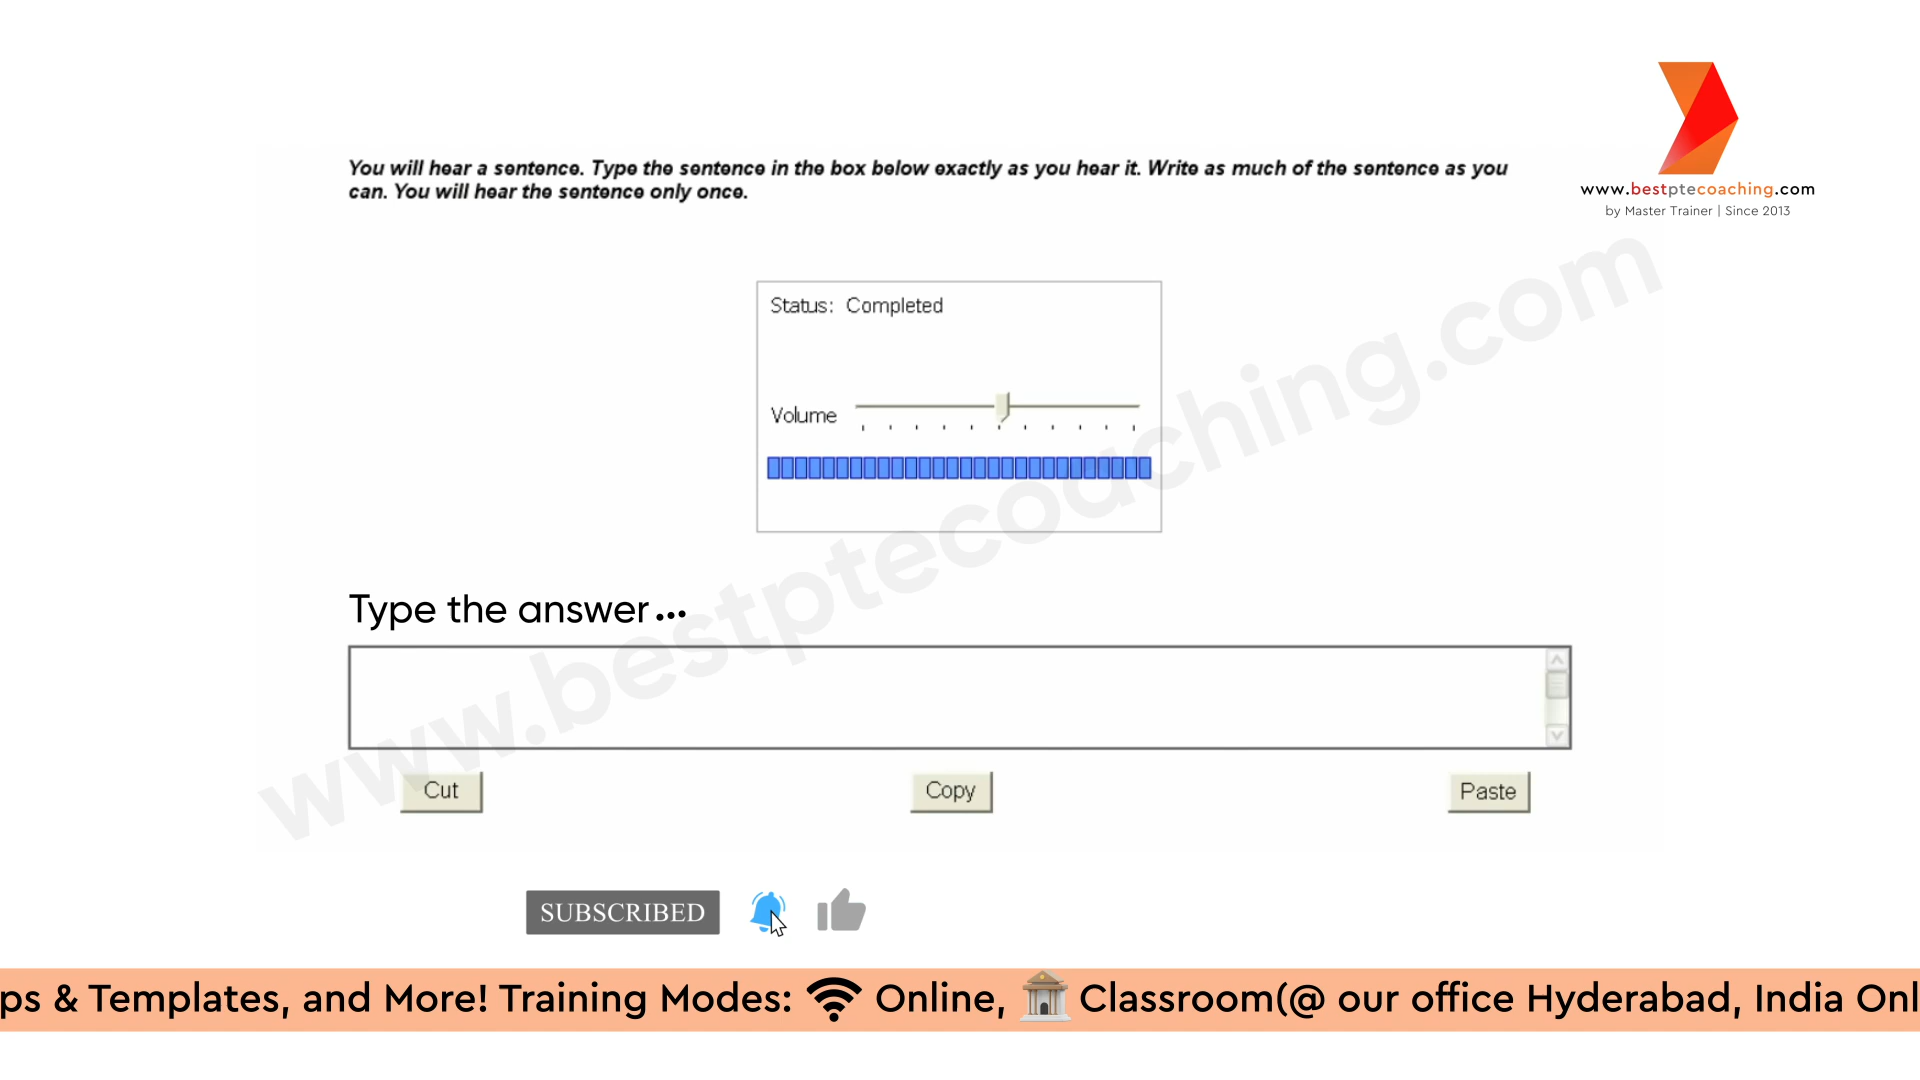 You will hear a sentence. Type the sentence in the box below exactly as you hear it. Write as much of the sentence as you
can. You will hear the sentence only once.
www.bestptecoaching.com
by Master Trainer | Since 2013
Status: Completed
Volume
www.bestptecoaching.com
Type the answer...
Cut
Copy
Paste
SUBSCRIBED
ps & Templates, and More! Training Modes: Online, Classroom(@ our office Hyderabad, India Onl